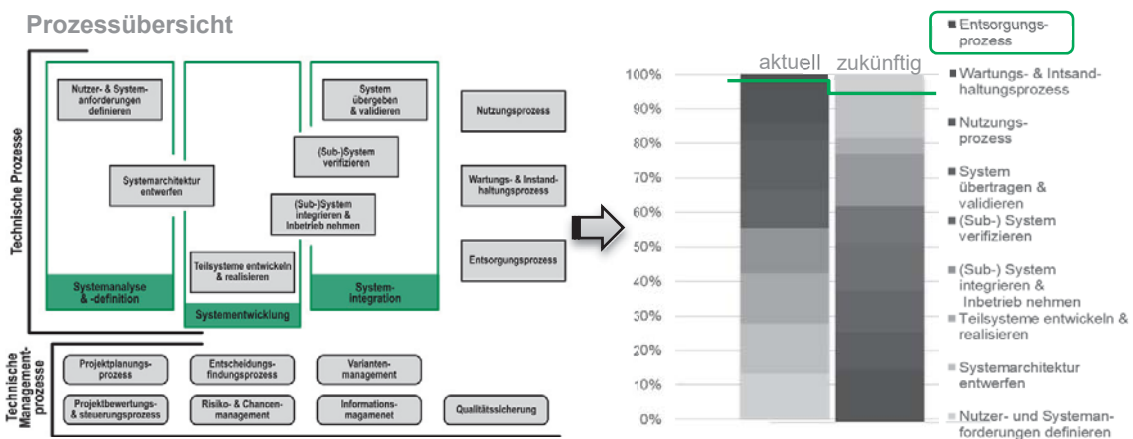 Prozessübersicht
Technische Prozesse
Nutzer- & System-
anforderungen
definieren
Systemarchitektur
entwerfen
Systemanalyse
& -definition
Teilsysteme entwickeln
& realisieren
Systementwicklung
System
übergeben
& validieren
(Sub-)System
verifizieren
(Sub-)System
integrieren &
Inbetrieb nehmen
System-
integration
Nutzungsprozess
Wartungs- & Instand-
haltungsprozess
Entsorgungsprozess
Technische
Management-
prozesse
Projektplanungs-
prozess
Entscheidungs-
findungsprozess
Varianten-
management
Projektbewertungs-
& steuerungsprozess
Risiko- & Chancen-
management
Informations-
magamenet
Qualitätssicherung
aktuell
zukünftig
100%
90%
80%
70%
60%
50%
40%
30%
20%
10%
0%
Entsorgungs-
prozess
Wartungs- & Intsand-
haltungsprozess
Nutzungs-
prozess
System
übertragen &
validieren
(Sub-) System
verifizieren
(Sub-) System
integrieren &
Inbetrieb nehmen
Teilsysteme entwickeln &
realisieren
Systemarchitektur
entwerfen
Nutzer- und Systeman-
forderungen definieren